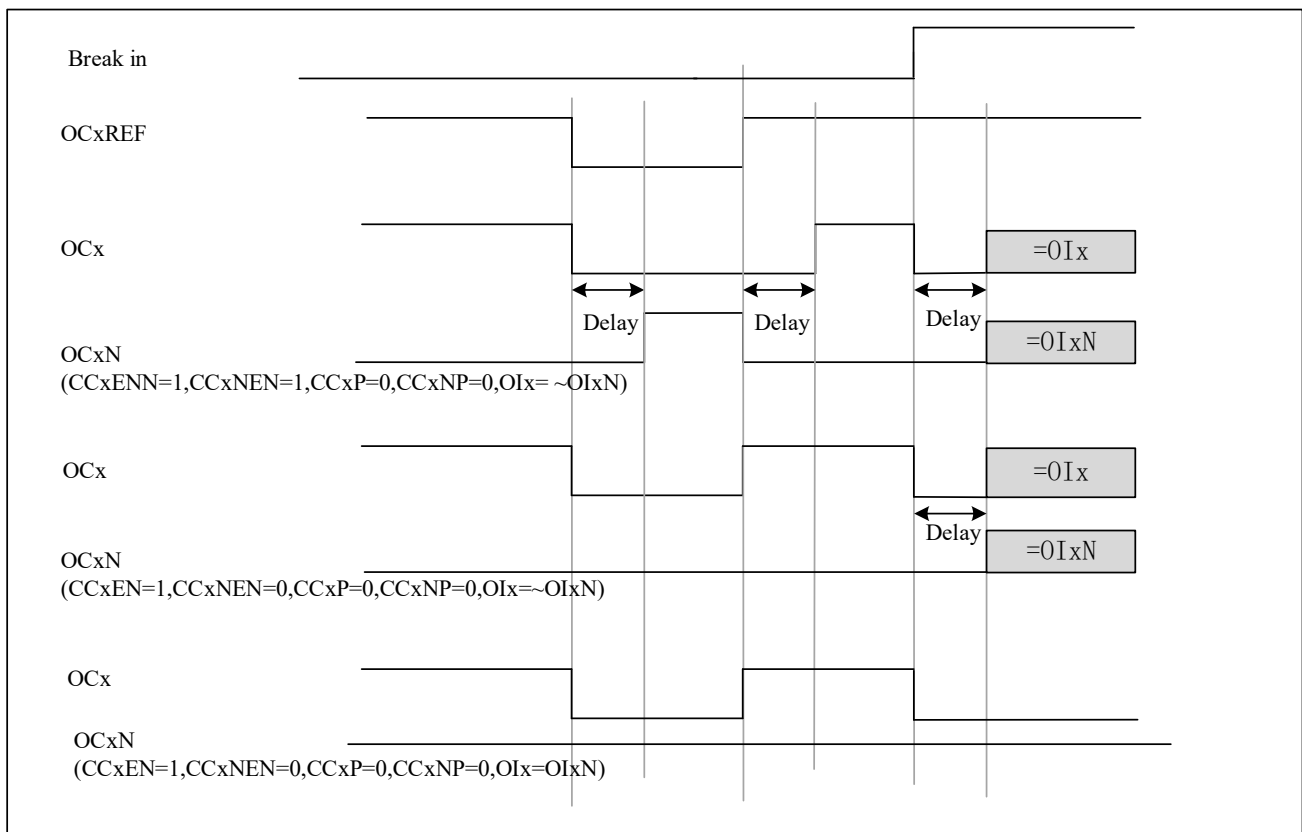 Break in
OCxREF
OCx
=OIx
Delay
Delay
Delay
=OIxN
OCxN
(CCxENN=1,CCxNEN=1,CCxP=0,CCxNP=0,OIx= ~OIxN)
OCx
=OIx
Delay
=OIxN
OCxN
(CCxEN=1,CCxNEN=0,CCxP=0,CCxNP=0,OIx=~OIxN)
OCx
OCxN
(CCxEN=1,CCxNEN=0,CCxP=0,CCxNP=0,OIx=OIxN)